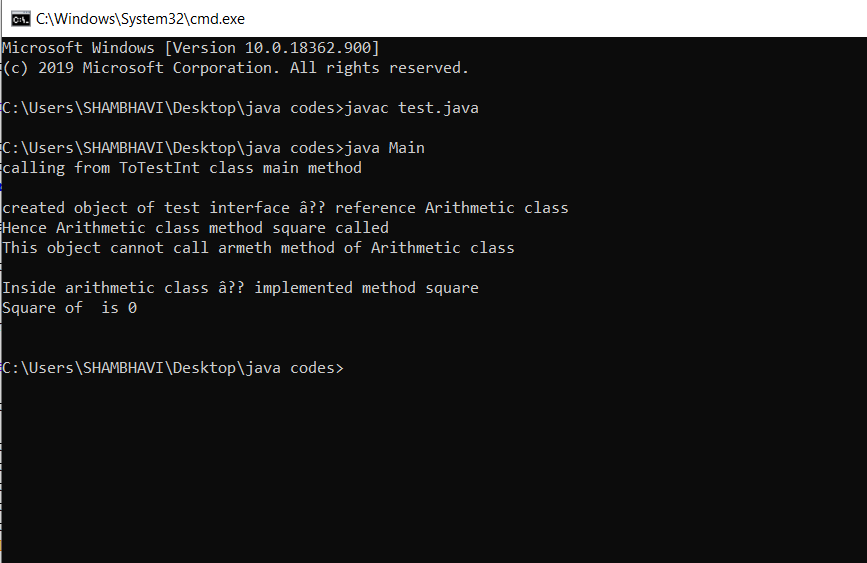 C:\Windows\System32\cmd.exe
Microsoft Windows [Version 10.0.18362.900]
(c) 2019 Microsoft Corporation. All rights reserved.
C:\Users\SHAMBHAVI\Desktop\java codes>javac test.java
C:\Users\SHAMBHAVI\Desktop\java codes>java Main
calling from ToTestInt class main method
created object of test interface â?? reference Arithmetic class
Hence Arithmetic class method square called
This object cannot call armeth method of Arithmetic class
Inside arithmetic class â?? implemented method square
Square of  is 0
C:\Users\SHAMBHAVI\Desktop\java codes>